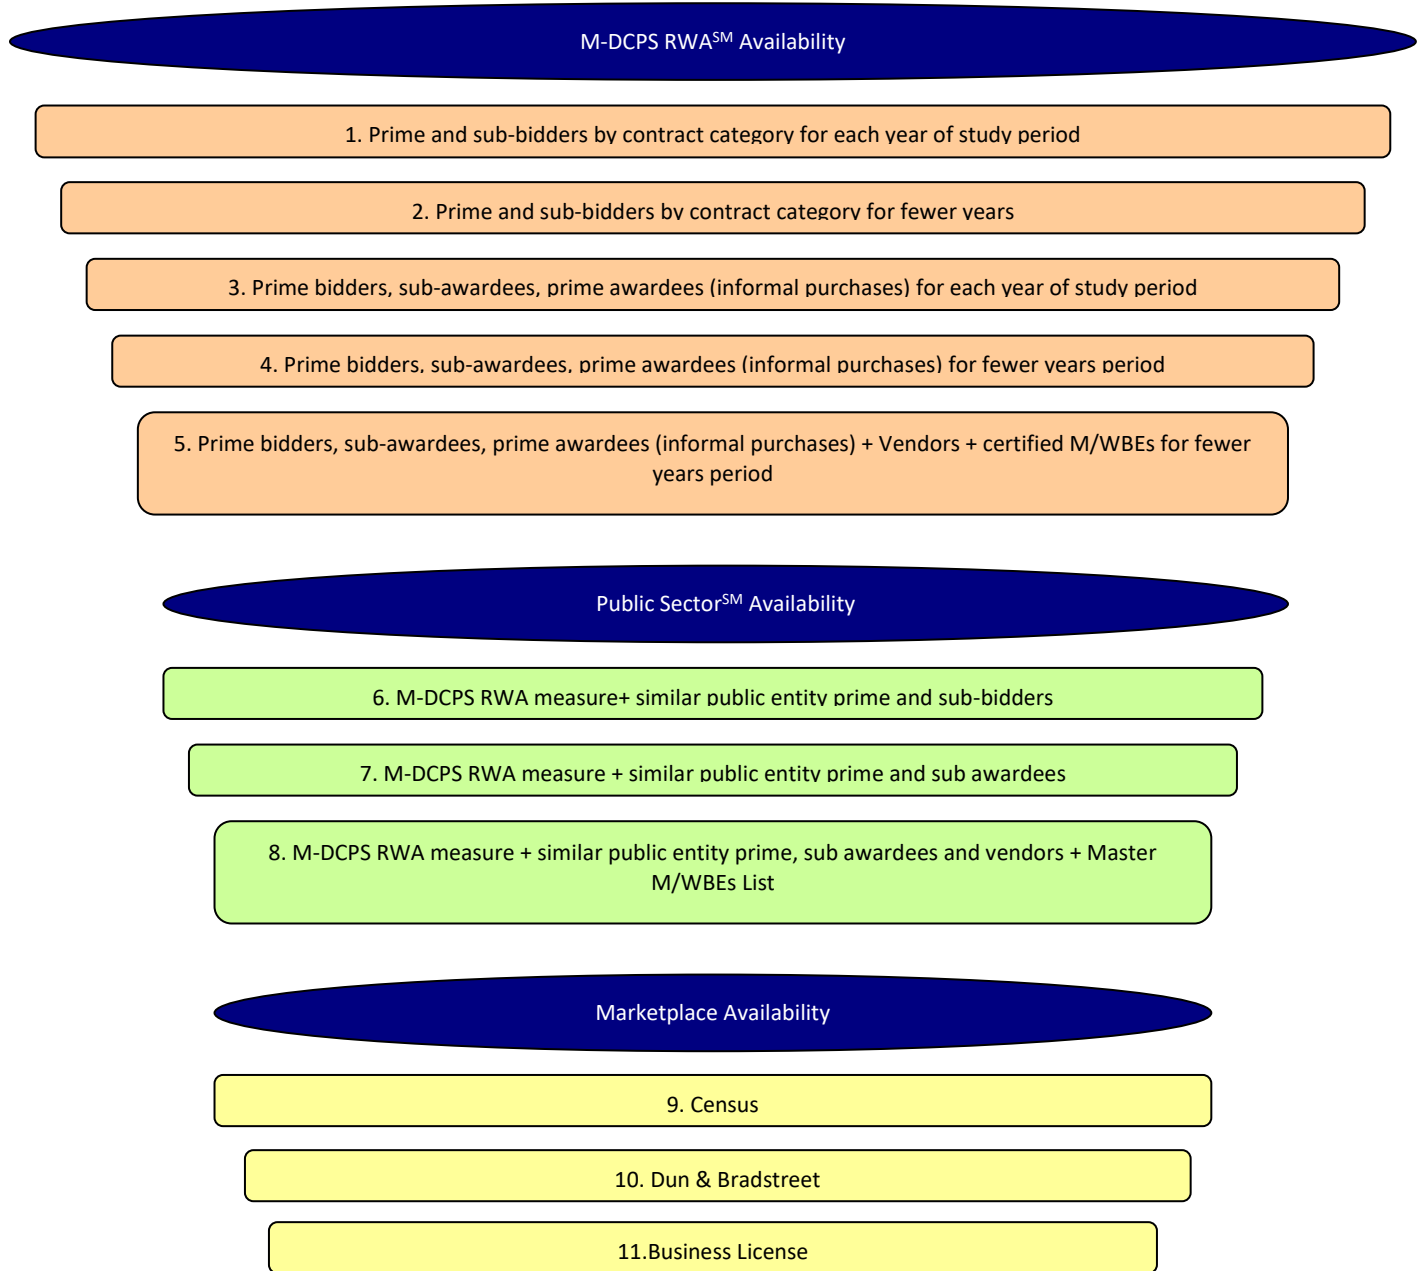 M-DCPS RWASM Availability
1. Prime and sub-bidders by contract category for each year of study period
2. Prime and sub-bidders by contract category for fewer years
3. Prime bidders, sub-awardees, prime awardees (informal purchases) for each year of study period
4. Prime bidders, sub-awardees, prime awardees (informal purchases) for fewer years period
5. Prime bidders, sub-awardees, prime awardees (informal purchases) + Vendors + certified M/WBEs for fewer
years period
Public SectorSM Availability
6. M-DCPS RWA measure+ similar public entity prime and sub-bidders
7. M-DCPS RWA measure + similar public entity prime and sub awardees
8. M-DCPS RWA measure + similar public entity prime, sub awardees and vendors + Master
M/WBEs List
Marketplace Availability
9. Census
10. Dun & Bradstreet
11.Business License